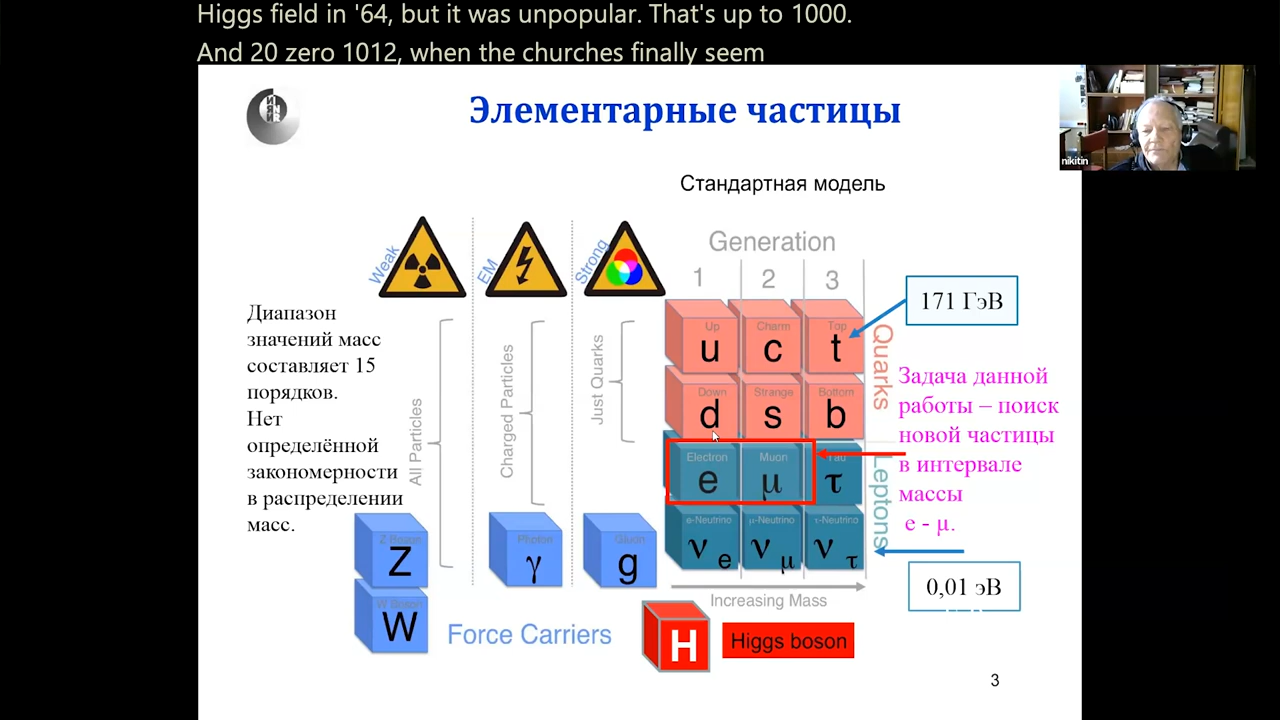 Higgs field in '64, but it was unpopular. That's up to 1000.
And 20 zero 1012, when the churches finally seem
Элементарные частицы
nikitin
Стандартная модель
Weak
EM
Strong
Generation
1 2 3
Диапазон
значений масс
составляет 15
порядков.
Нет
определённой
закономерности
в распределении
масс.
All Particles
Charged Particles
Just Quarks
Up
u
Charm
c
Top
t
Down
d
Strange
s
Bottom
b
Electron
e
Muon
μ
Tau
τ
e-Neutrino
ν e
μ-Neutrino
ν μ
τ-Neutrino
ν τ
Quarks
Leptons
171 ГэВ
Задача данной
работы – поиск
новой частицы
в интервале
массы
e - μ.
0,01 эВ
Z Boson
Z
W Boson
W
Photon
γ
Gluon
g
Force Carriers
Increasing Mass
H
Higgs boson
3